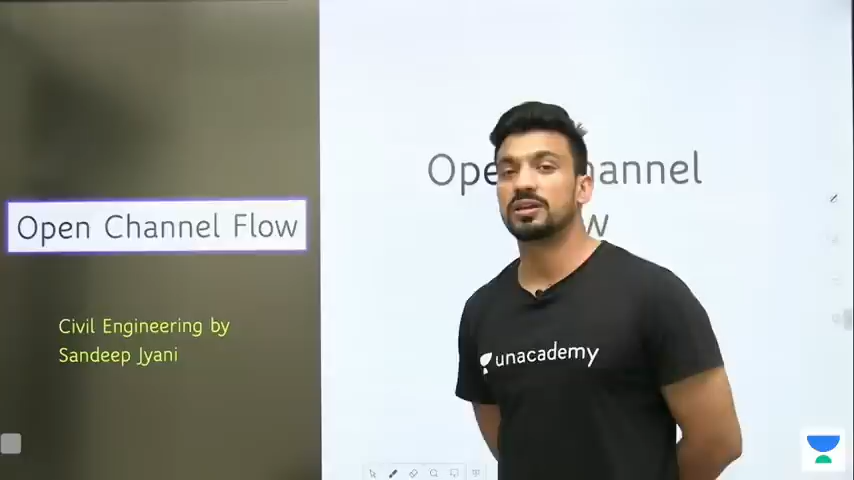 Open Channel Flow
Civil Engineering by
Sandeep Jyani
unacademy